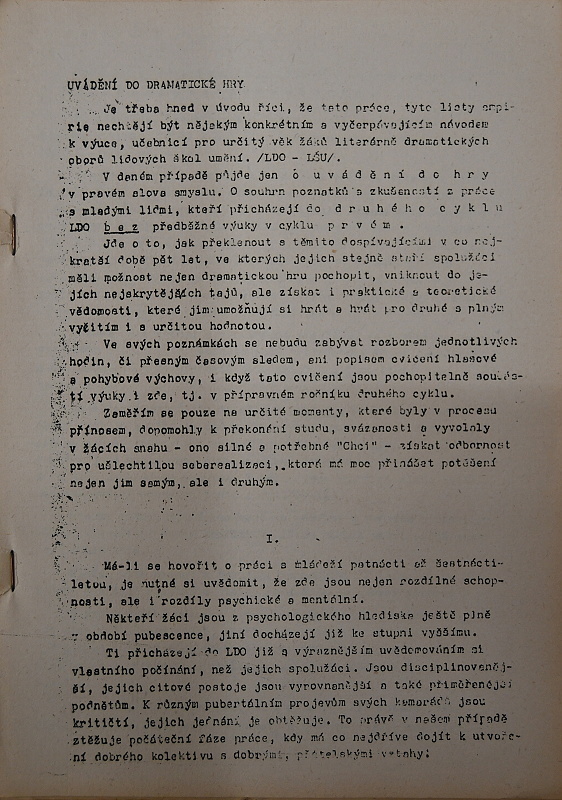 UVÁDĚNÍ DO DRAMATICKÉ HRY
Je třeba hned v úvodu říci, že tato práce, tyto listy empi-
rie nechtějí být nějakým konkrétním a vyčerpávajícím návodem
k výuce, učebnicí pro určitý věk žáků literárně dramatických
oborů lidových škol umění. /LDO - LŠU/.
V daném případě půjde jen o u v á d ě n í d o h r y
v pravém slova smyslu. O souhrn poznatků a zkušeností z práce
s mladými lidmi, kteří přicházejí do d r u h é h o c y k l u
LDO b e z předběžné výuky v cyklu p r v é m .
Jde o to, jak překlenout s těmito dospívajícími v co nej-
kratší době pět let, ve kterých jejich stejně staří spolužáci
měli možnost nejen dramatickou hru pochopit, vniknout do je-
jích nejskrytějších tajů, ale získat i praktické a teoretické
vědomosti, které jim umožňují si hrát a hrát pro druhé s plným
vyžitím i s určitou hodnotou.
Ve svých poznámkách se nebudu zabývat rozborem jednotlivých
hodin, či přesným časovým sledem, ani popisem cvičení hlasové
a pohybové výchovy, i když tato cvičení jsou pochopitelně součás-
tí výuky i zde, tj. v přípravném ročníku druhého cyklu.
Zaměřím se pouze na určité momenty, které byly v procesu
přínosem, dopomohly k překonání studu, svázanosti a vyvolaly
v žácích snahu - ono silné a potřebné "Chci" - získat odbornost
pro ušlechtilou seberealizaci, která má moc přinášet potěšení
nejen jim samým, ale i druhým.
I.
Má-li se hovořit o práci s mládeží patnácti až šestnácti-
letou, je nutné si uvědomit, že zde jsou nejen rozdílné schop-
nosti, ale i rozdíly psychické a mentální.
Někteří žáci jsou z psychologického hlediska ještě plně
v období pubescence, jiní docházejí již ke stupni vyššímu.
Ti přicházejí do LDO již s výraznějším uvědomováním si
vlastního počínání, než jejich spolužáci. Jsou disciplinovaněj-
ší, jejich citové postoje jsou vyrovnanější a také přiměřenější
podnětům. K různým pubertálním projevům svých kamarádů jsou
kritičtí, jejich jednání je obtěžuje. To právě v našem případě
ztěžuje počáteční fáze práce, kdy má co nejdříve dojít k utvoře-
ní dobrého kolektivu s dobrými, přátelskými vztahy.